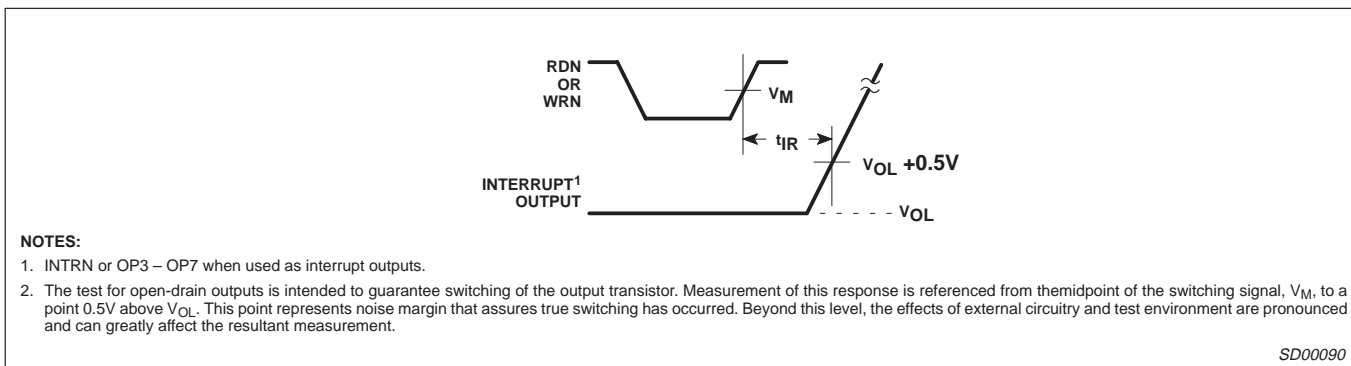 RDN
OR
WRN
VM
tIR
VOL +0.5V
INTERRUPT1
OUTPUT
VOL
NOTES:
1. INTRN or OP3 – OP7 when used as interrupt outputs.
2. The test for open-drain outputs is intended to guarantee switching of the output transistor. Measurement of this response is referenced from themidpoint of the switching signal, VM, to a
point 0.5V above VOL. This point represents noise margin that assures true switching has occurred. Beyond this level, the effects of external circuitry and test environment are pronounced
and can greatly affect the resultant measurement.
SD00090